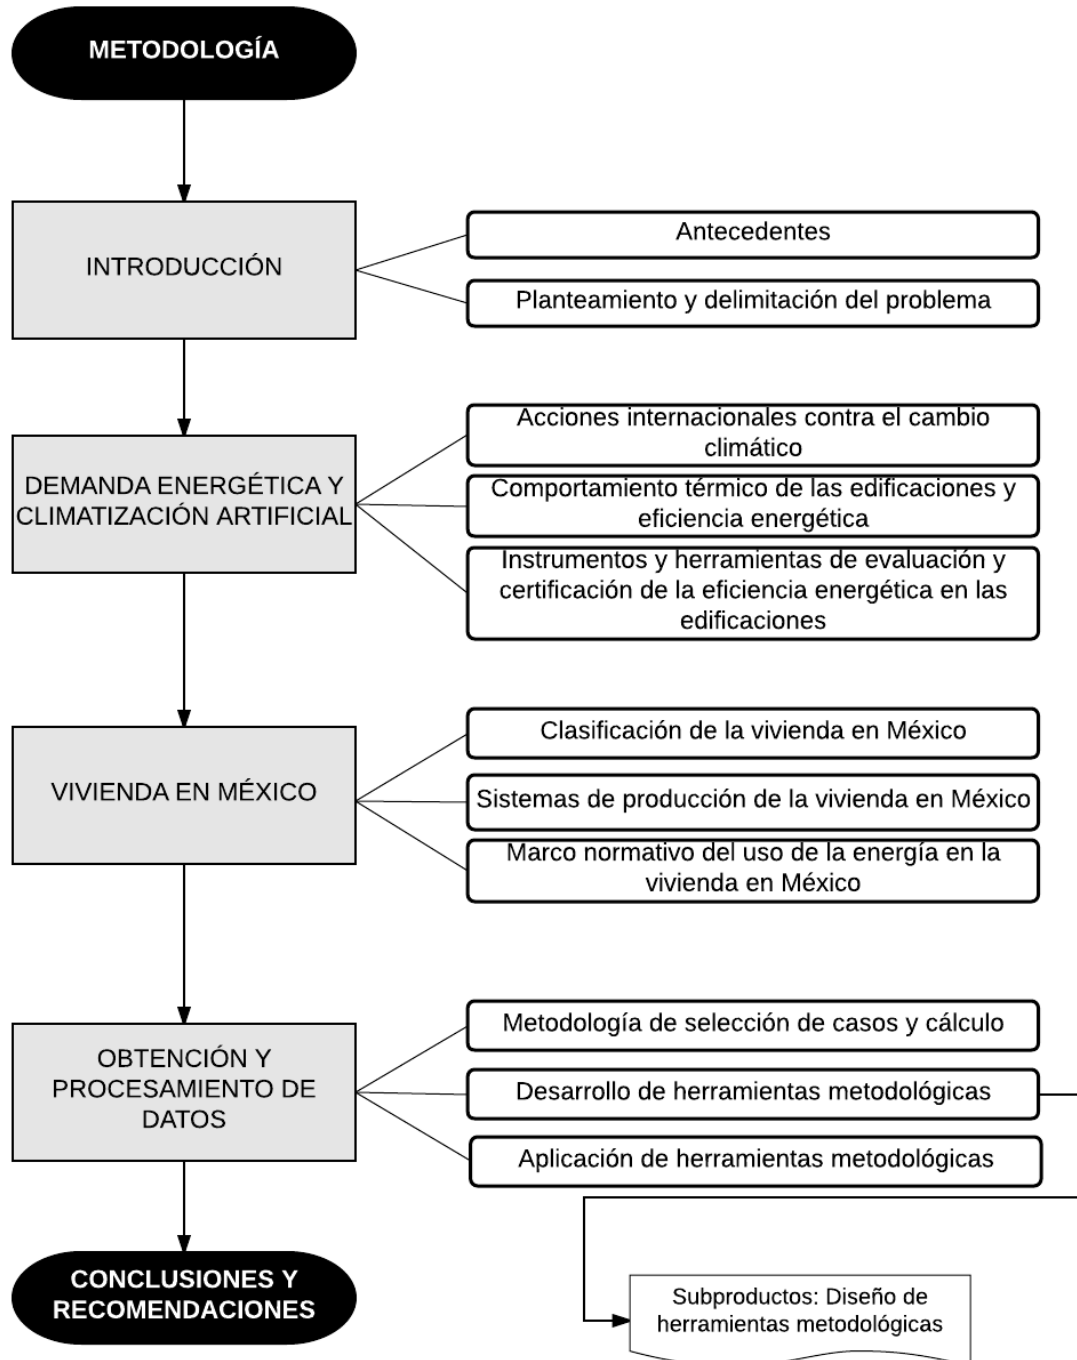 METODOLOGÍA
INTRODUCCIÓN
Antecedentes
Planteamiento y delimitación del problema
DEMANDA ENERGÉTICA Y
CLIMATIZACIÓN ARTIFICIAL
Acciones internacionales contra el cambio
climático
Comportamiento térmico de las edificaciones y
eficiencia energética
Instrumentos y herramientas de evaluación y
certificación de la eficiencia energética en las
edificaciones
VIVIENDA EN MÉXICO
Clasificación de la vivienda en México
Sistemas de producción de la vivienda en México
Marco normativo del uso de la energía en la
vivienda en México
OBTENCIÓN Y
PROCESAMIENTO DE
DATOS
Metodología de selección de casos y cálculo
Desarrollo de herramientas metodológicas
Aplicación de herramientas metodológicas
CONCLUSIONES Y
RECOMENDACIONES
Subproductos: Diseño de
herramientas metodológicas